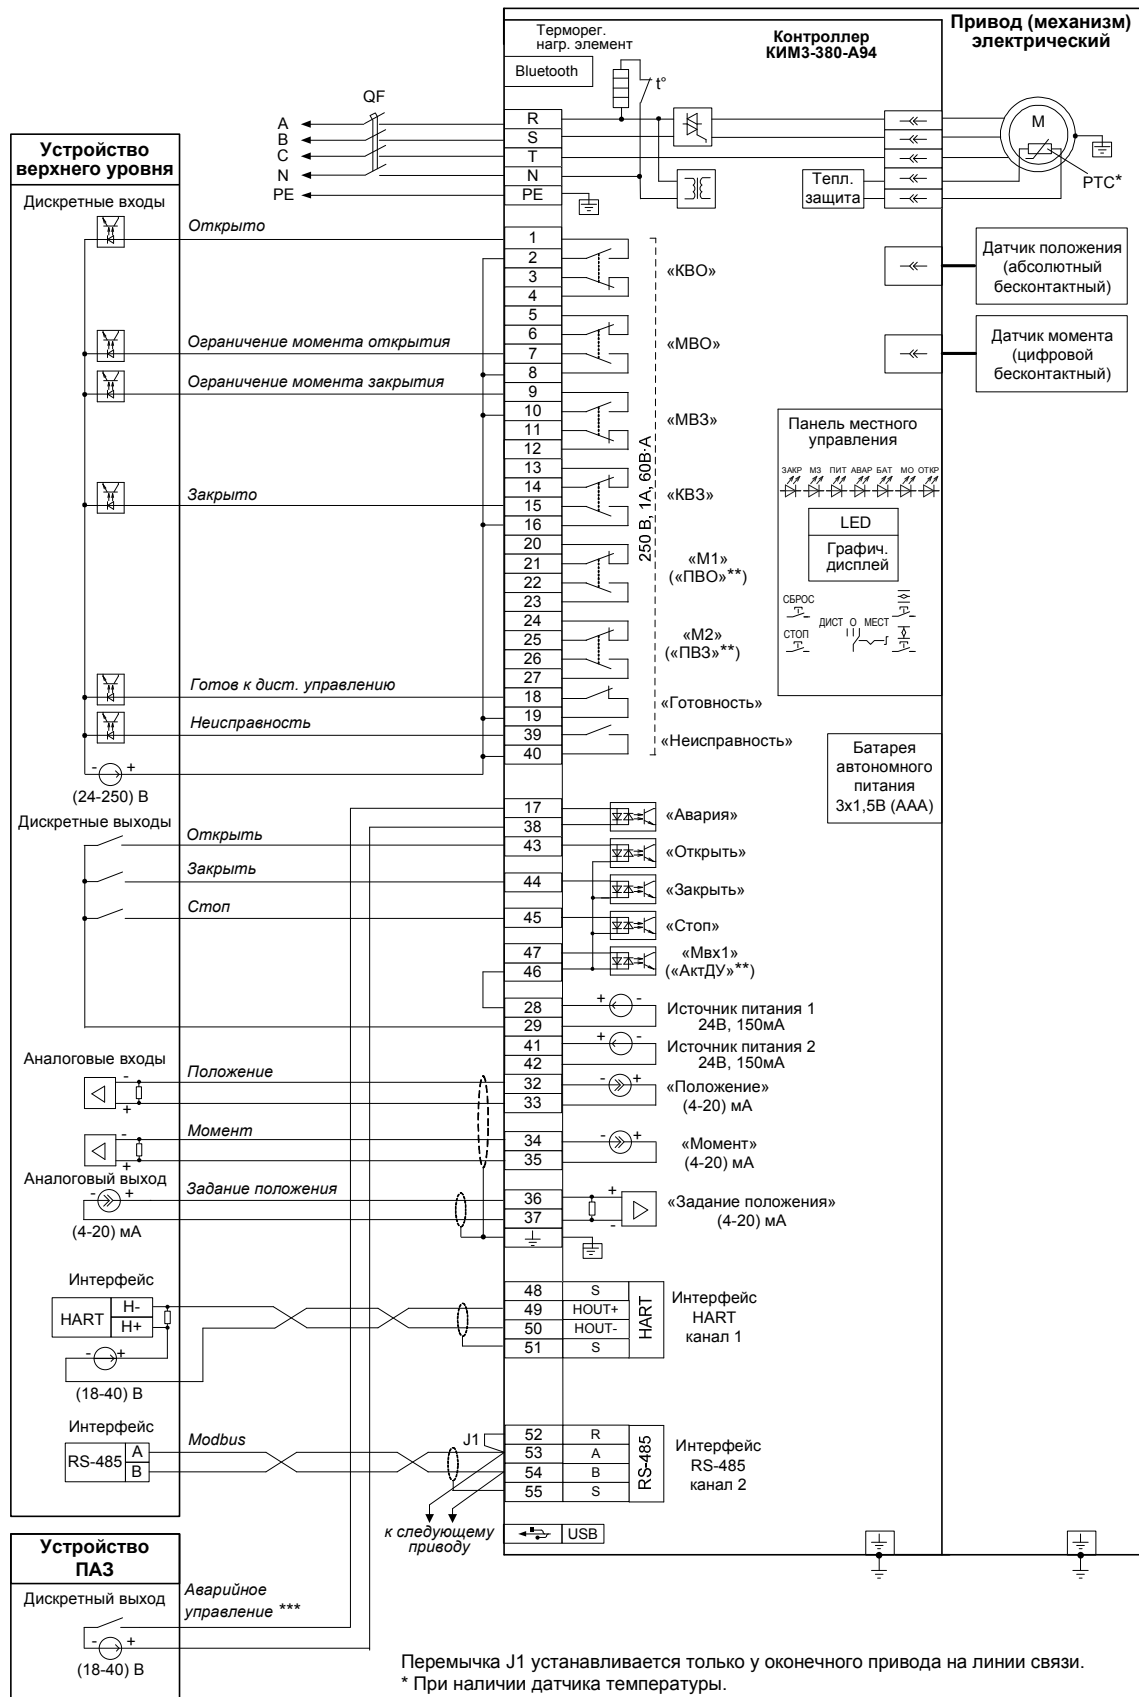 Привод (механизм)
электрический
Контроллер
КИМ3-380-А94
Терморег.
нагр. элемент
Bluetooth
t°
QF
A
B
C
N
PE
R
S
T
N
PE
M
PTC*
Тепл.
защита
Устройство
верхнего уровня
Дискретные входы
Открыто
Ограничение момента открытия
Ограничение момента закрытия
Закрыто
Готов к дист. управлению
Неисправность
- +
(24-250) В
1
2
3
4
«КВО»
5
6
7
8
«МВО»
9
10
11
12
«МВЗ»
13
14
15
16
«КВЗ»
20
21
22
23
«М1»
(«ПВО»**)
24
25
26
27
«М2»
(«ПВЗ»**)
18
19
«Готовность»
39
40
«Неисправность»
250 В, 1А, 60В·А
Датчик положения
(абсолютный
бесконтактный)
Датчик момента
(цифровой
бесконтактный)
Панель местного
управления
ЗАКР МЗ ПИТ АВАР БАТ МО ОТКР
LED
Графич.
дисплей
СБРОС
СТОП
ДИСТ О МЕСТ
Батарея
автономного
питания
3х1,5В (ААА)
Дискретные выходы
Открыть
Закрыть
Стоп
17
38
«Авария»
43
«Открыть»
44
«Закрыть»
45
«Стоп»
47
46
«Мвх1»
(«АктДУ»**)
28
29
+ -
Источник питания 1
24В, 150мА
41
42
+ -
Источник питания 2
24В, 150мА
Аналоговые входы
-
+
Положение
32
33
- +
«Положение»
(4-20) мА
-
+
Момент
34
35
- +
«Момент»
(4-20) мА
Аналоговый выход
- +
(4-20) мА
Задание положения
36
37
+
-
«Задание положения»
(4-20) мА
Интерфейс
HART
H-
H+
- +
(18-40) В
48 S
49 HOUT+
50 HOUT-
51 S
HART
Интерфейс
HART
канал 1
Интерфейс
RS-485
A
B
Modbus
J1
52 R
53 A
54 B
55 S
RS-485
Интерфейс
RS-485
канал 2
к следующему
приводу
USB
Устройство
ПАЗ
Дискретный выход
- +
(18-40) В
Аварийное
управление ***
Перемычка J1 устанавливается только у оконечного привода на линии связи.
* При наличии датчика температуры.